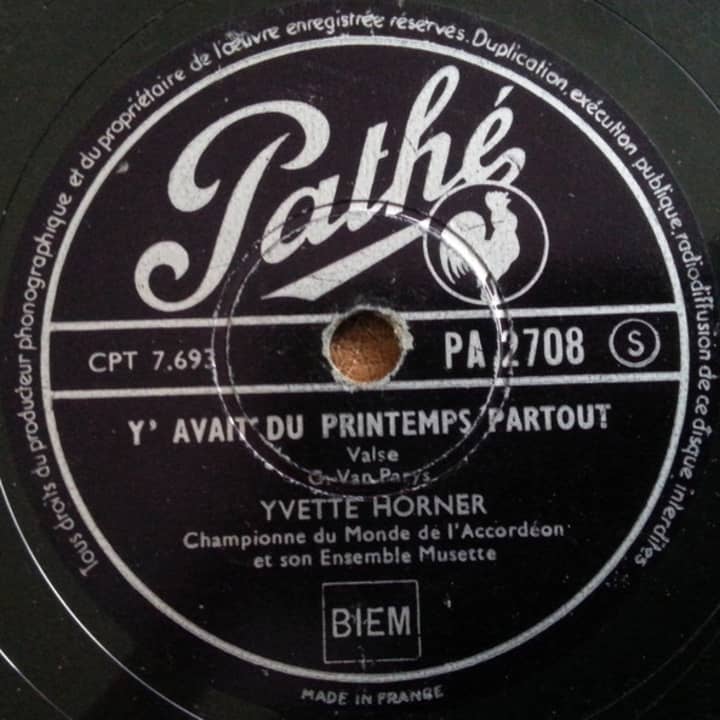 Tous droits du producteur phonographique et du propriétaire de l'œuvre enregistrée réservés. Duplication, exécution publique, radiodiffusion de ce disque interdites.
Pathé
CPT 7.693
PA 2708 S
Y' AVAIT DU PRINTEMPS PARTOUT
Valse
G. Van Parys
YVETTE HORNER
Championne du Monde de l'Accordéon
et son Ensemble Musette
BIEM
MADE IN FRANCE